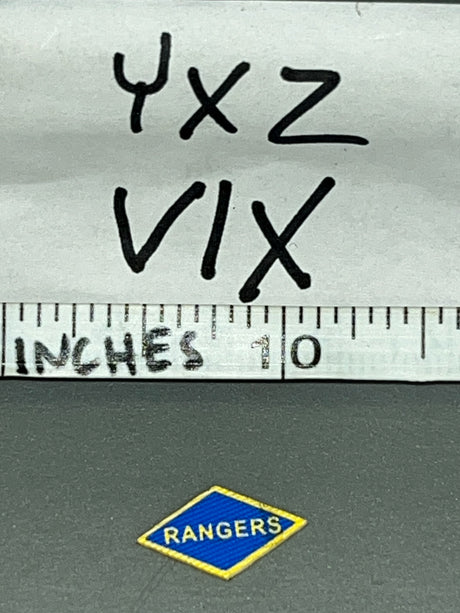 YXZ
VIX
INCHES 10
RANGERS